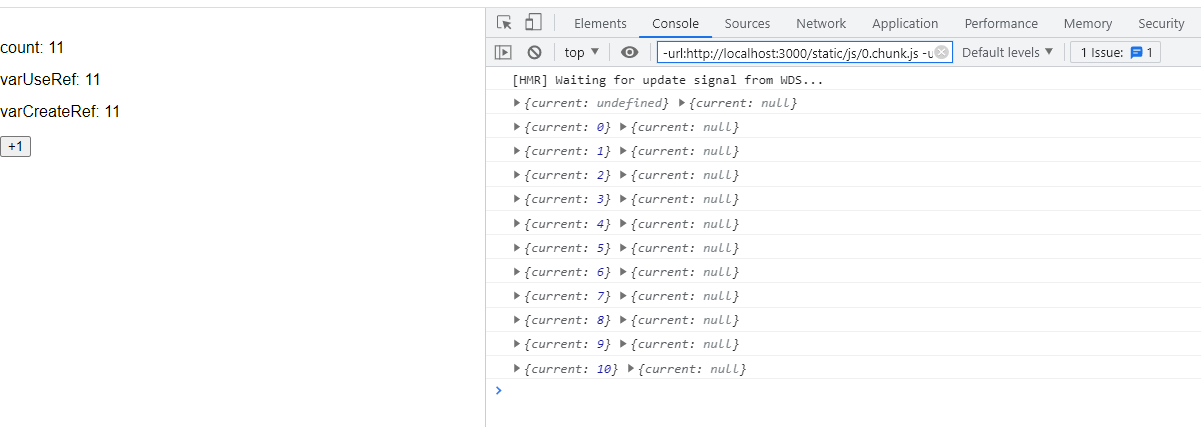 count: 11
varUseRef: 11
varCreateRef: 11
+1
Elements Console Sources Network Application Performance Memory Security
top ▼ -url:http://localhost:3000/static/js/0.chunk.js -u Default levels ▼ 1 Issue: 1
[HMR] Waiting for update signal from WDS...
▶{current: undefined} ▶{current: null}
▶{current: 0} ▶{current: null}
▶{current: 1} ▶{current: null}
▶{current: 2} ▶{current: null}
▶{current: 3} ▶{current: null}
▶{current: 4} ▶{current: null}
▶{current: 5} ▶{current: null}
▶{current: 6} ▶{current: null}
▶{current: 7} ▶{current: null}
▶{current: 8} ▶{current: null}
▶{current: 9} ▶{current: null}
▶{current: 10} ▶{current: null}
>